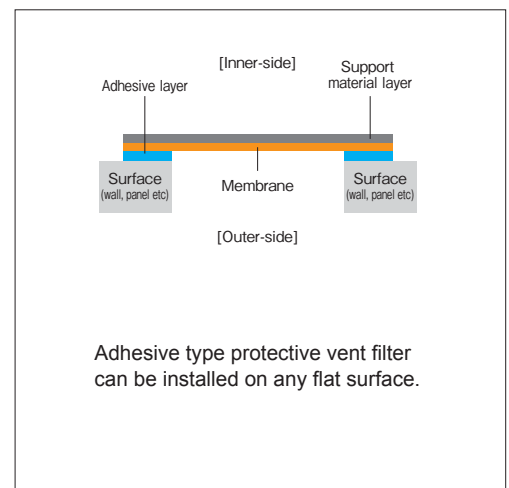 [Inner-side]
Adhesive layer
Support
material layer
Surface
(wall, panel etc)
Membrane
Surface
(wall, panel etc)
[Outer-side]
Adhesive type protective vent filter
can be installed on any flat surface.